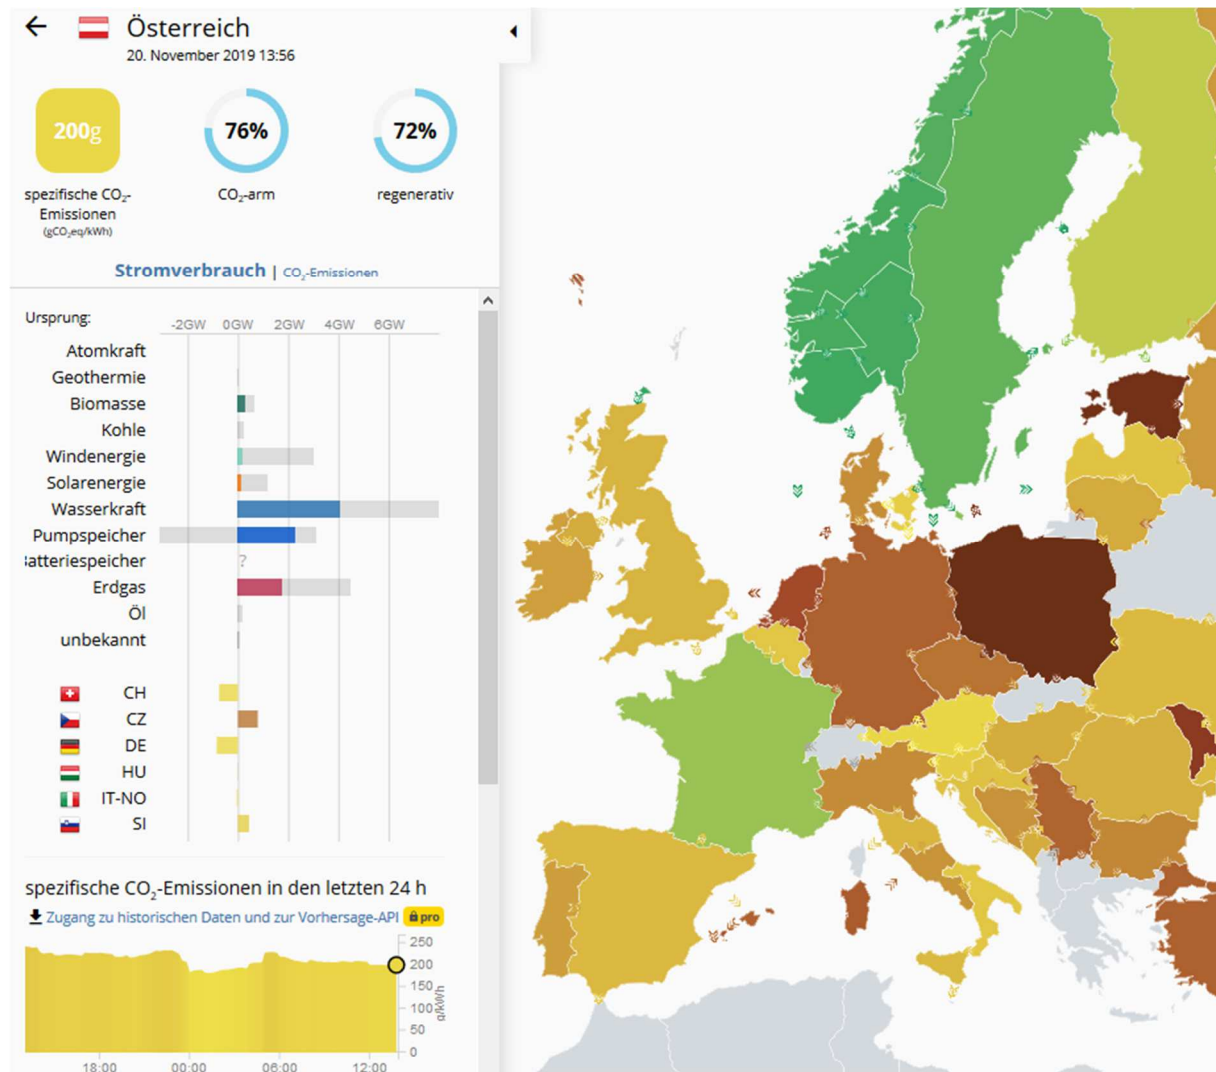 Österreich
20. November 2019 13:56
200g
76%
72%
spezifische CO₂-
Emissionen
(gCO₂eq/kWh)
CO₂-arm
regenerativ
Stromverbrauch | CO₂-Emissionen
Ursprung:
-2GW 0GW 2GW 4GW 6GW
Atomkraft
Geothermie
Biomasse
Kohle
Windenergie
Solarenergie
Wasserkraft
Pumpspeicher
Batteriespeicher ?
Erdgas
Öl
unbekannt
CH
CZ
DE
HU
IT-NO
SI
spezifische CO₂-Emissionen in den letzten 24 h
Zugang zu historischen Daten und zur Vorhersage-API pro
250
200
150
100
50
0
g/kWh
18:00 00:00 06:00 12:00